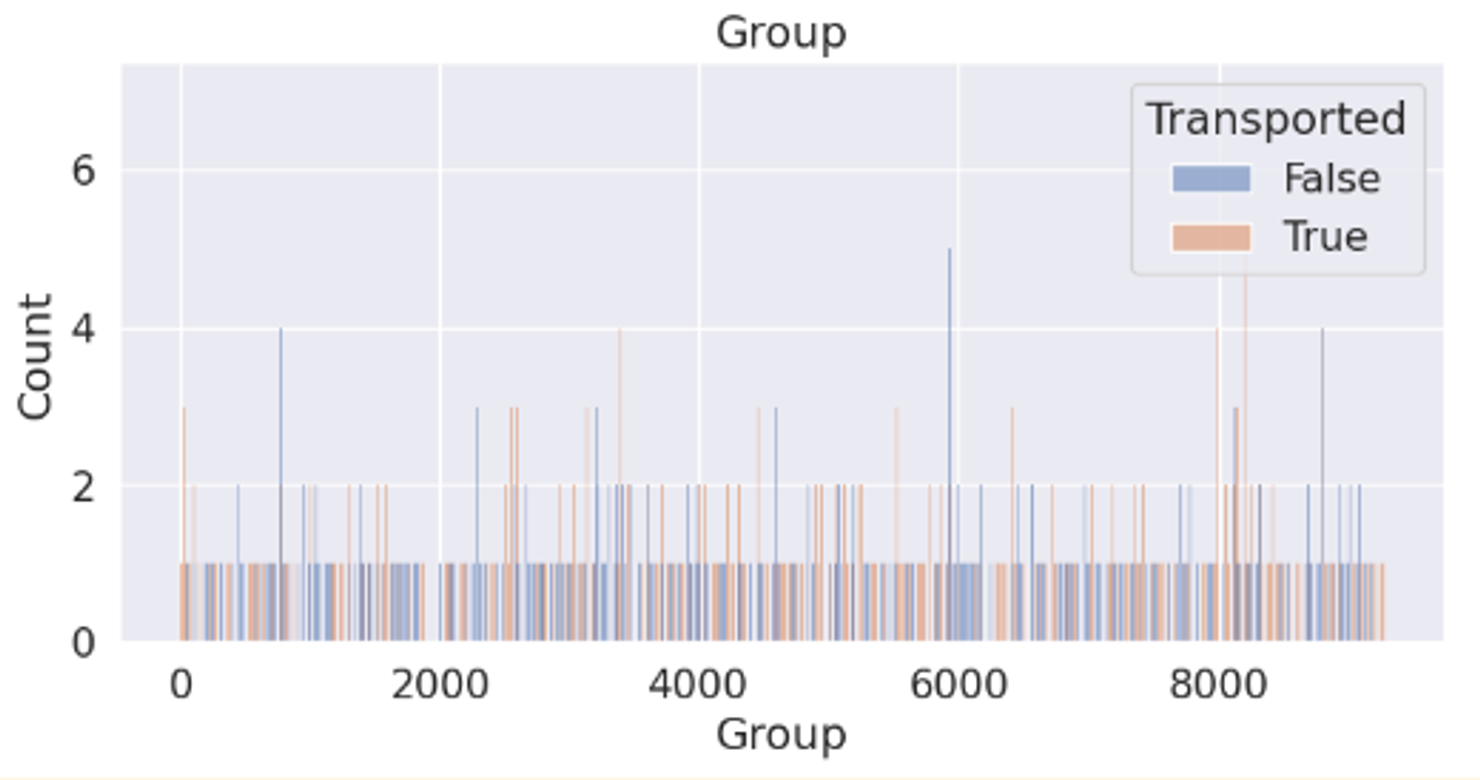 Group
Transported
False
True
6
4
2
0
Count
0 2000 4000 6000 8000
Group